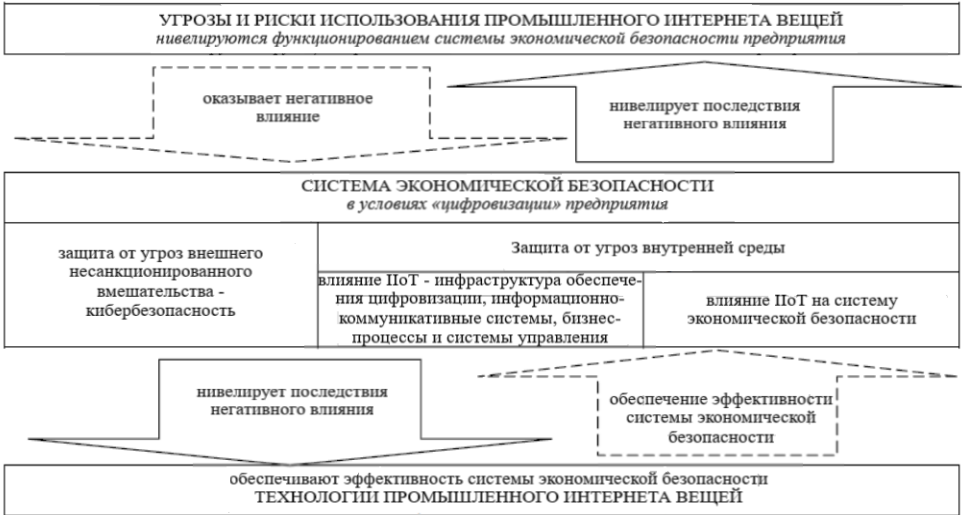 УГРОЗЫ И РИСКИ ИСПОЛЬЗОВАНИЯ ПРОМЫШЛЕННОГО ИНТЕРНЕТА ВЕЩЕЙ
нивелируются функционированием системы экономической безопасности предприятия
оказывает негативное
влияние
нивелирует последствия
негативного влияния
СИСТЕМА ЭКОНОМИЧЕСКОЙ БЕЗОПАСНОСТИ
в условиях «цифровизации» предприятия
защита от угроз внешнего
несанкционированного
вмешательства -
кибербезопасность
Защита от угроз внутренней среды
влияние IIoT - инфраструктура обеспече-
ния цифровизации, информационно-
коммуникативные системы, бизнес-
процессы и системы управления
влияние IIoT на систему
экономической безопасности
нивелирует последствия
негативного влияния
обеспечение эффективности
системы экономической
безопасности
обеспечивают эффективность системы экономической безопасности
ТЕХНОЛОГИИ ПРОМЫШЛЕННОГО ИНТЕРНЕТА ВЕЩЕЙ